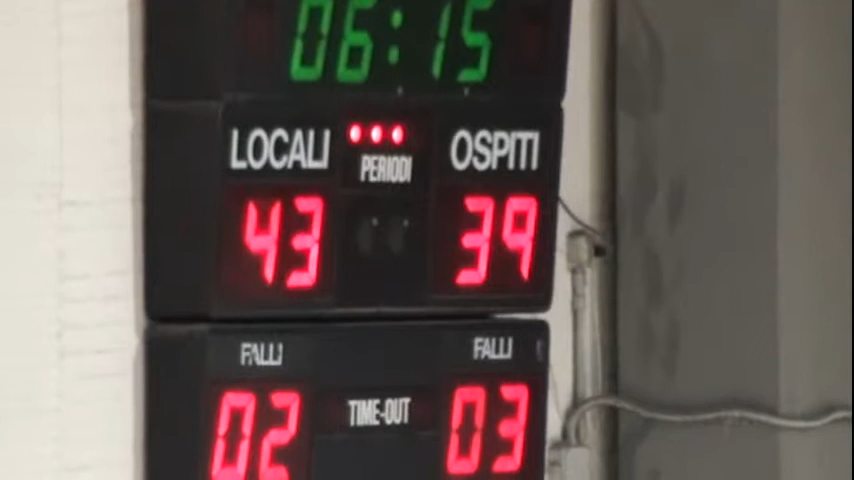 06:15
LOCALI OSPITI
PERIODI
43 39
FALLI FALLI
02 TIME-OUT 03